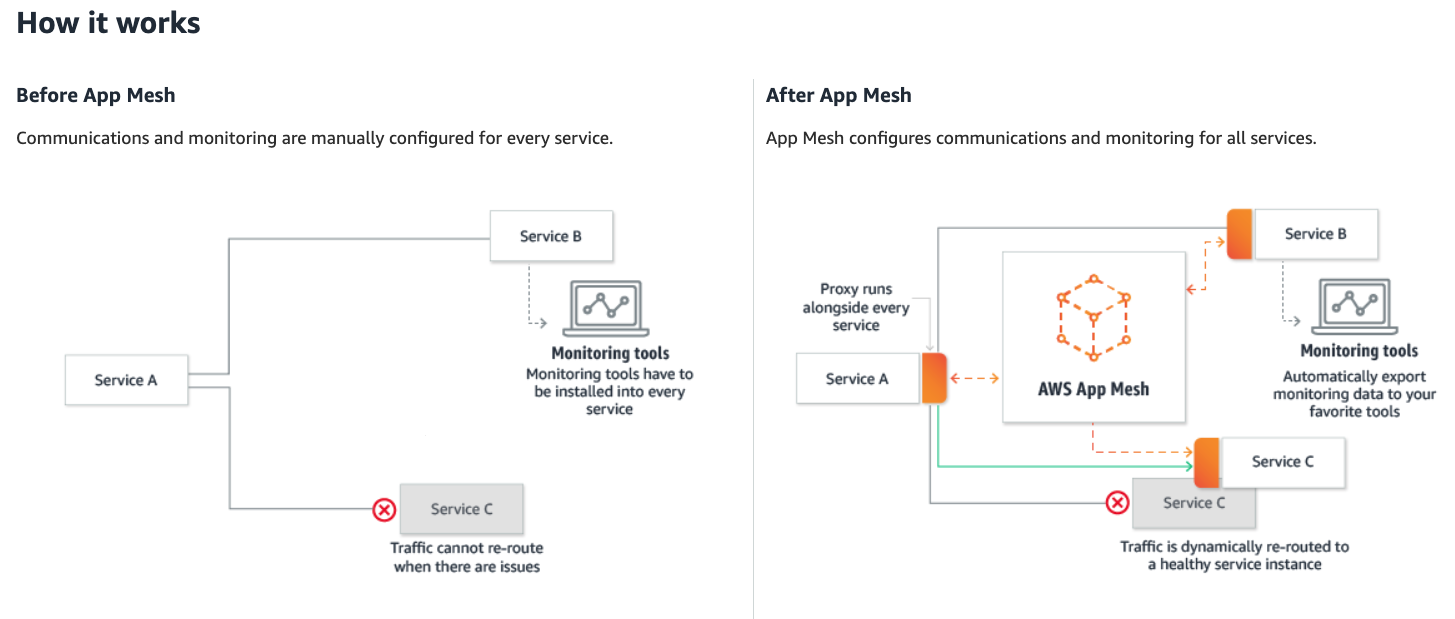 How it works
Before App Mesh
Communications and monitoring are manually configured for every service.
Service B
Monitoring tools
Monitoring tools have to
be installed into every
service
Service A
Service C
Traffic cannot re-route
when there are issues
After App Mesh
App Mesh configures communications and monitoring for all services.
Service B
Proxy runs
alongside every
service
Monitoring tools
Automatically export
monitoring data to your
favorite tools
Service A
AWS App Mesh
Service C
Service C
Traffic is dynamically re-routed to
a healthy service instance